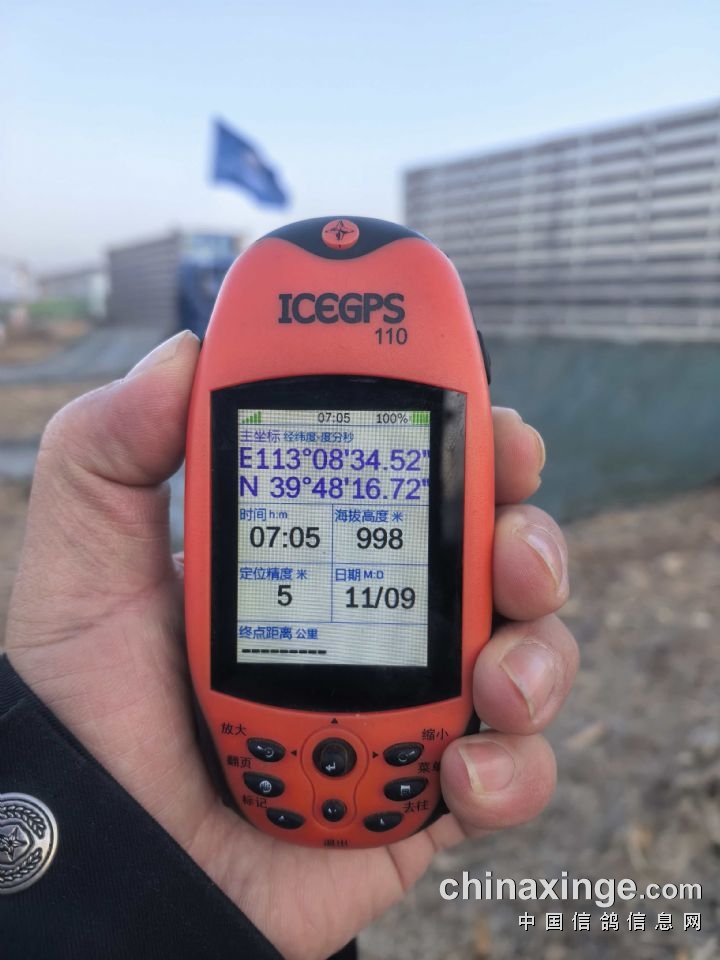 ICEGPS
110
07:05 100%
主坐标 经纬度·度分秒
E113°08'34.52"
N 39°48'16.72"
时间 h.m 海拔高度 米
07:05 998
定位精度 米 日期 M:D
5 11/09
终点距离 公里
---------
放大 缩小
翻页 菜单
标记 去往
退出
chinaxinge.com
中国信鸽信息网